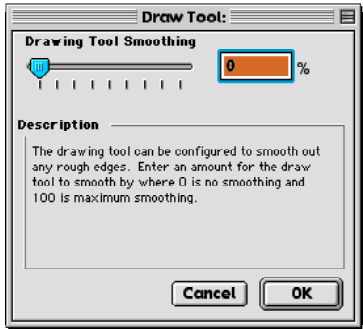 Draw Tool:
Drawing Tool Smoothing
0 %
Description
The drawing tool can be configured to smooth out
any rough edges. Enter an amount for the draw
tool to smooth by where 0 is no smoothing and
100 is maximum smoothing.
Cancel OK